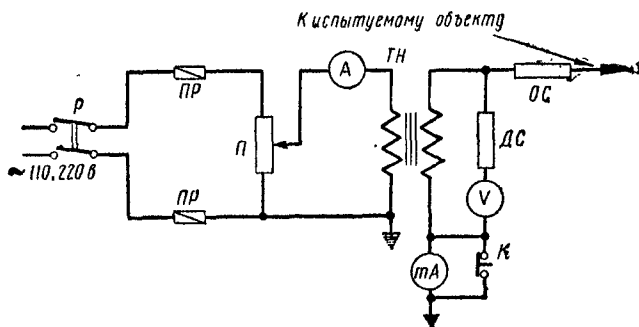 К испытуемому объекту
ТН
А
ПР
ОС
Р
П
ДС
~110,220 в
V
ПР
К
mA